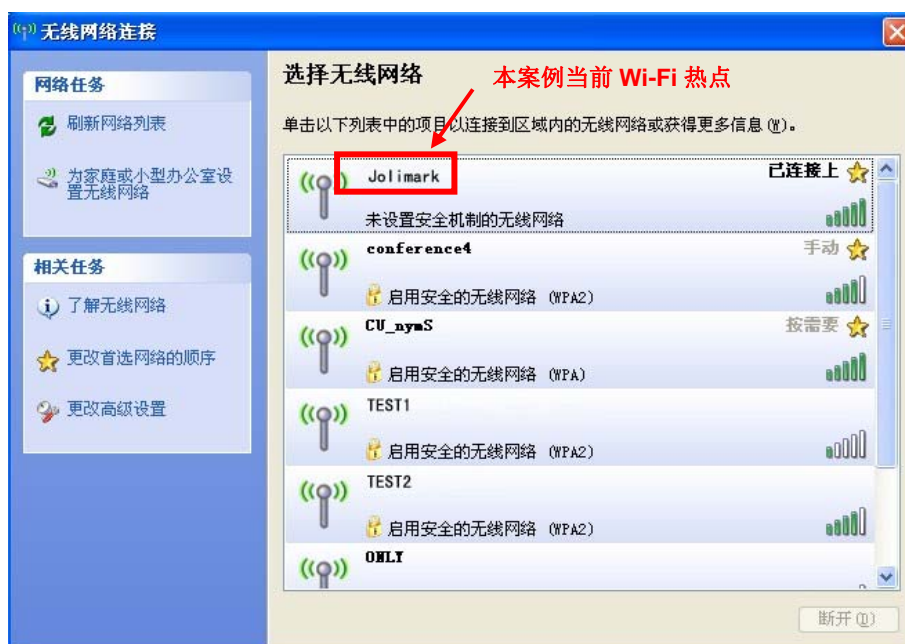 无线网络连接
网络任务
刷新网络列表
为家庭或小型办公室设
置无线网络
相关任务
了解无线网络
更改首选网络的顺序
更改高级设置
选择无线网络
本案例当前 Wi-Fi 热点
单击以下列表中的项目以连接到区域内的无线网络或获得更多信息(W)。
Jolimark
已连接上
未设置安全机制的无线网络
conference4
手动
启用安全的无线网络 (WPA2)
CU_nymS
按需要
启用安全的无线网络 (WPA)
TEST1
启用安全的无线网络 (WPA2)
TEST2
启用安全的无线网络 (WPA2)
ONLY
断开(D)